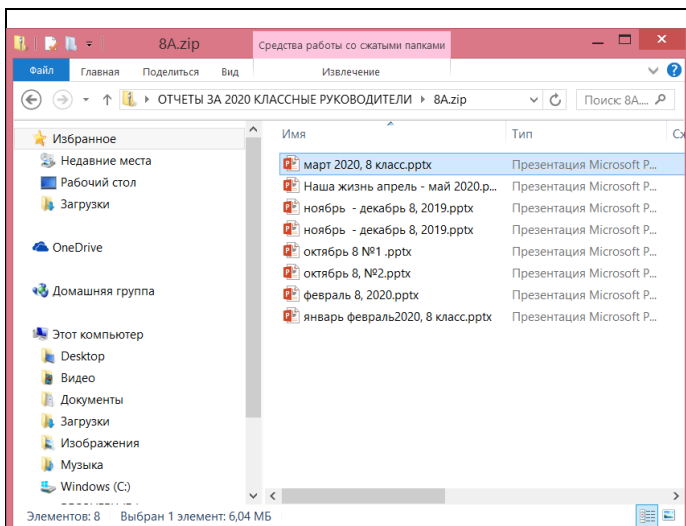 8A.zip
Средства работы со сжатыми папками
Файл Главная Поделиться Вид Извлечение
ОТЧЕТЫ ЗА 2020 КЛАССНЫЕ РУКОВОДИТЕЛИ 8A.zip Поиск: 8A....
Избранное
Недавние места
Рабочий стол
Загрузки
OneDrive
Домашняя группа
Этот компьютер
Desktop
Видео
Документы
Загрузки
Изображения
Музыка
Windows (C:)
Имя Тип Сж
март 2020, 8 класс.pptx Презентация Microsoft P...
Наша жизнь апрель - май 2020.p... Презентация Microsoft P...
ноябрь - декабрь 8, 2019.pptx Презентация Microsoft P...
ноябрь - декабрь 8, 2019.pptx Презентация Microsoft P...
октябрь 8 №1 .pptx Презентация Microsoft P...
октябрь 8, №2.pptx Презентация Microsoft P...
февраль 8, 2020.pptx Презентация Microsoft P...
январь февраль2020, 8 класс.pptx Презентация Microsoft P...
Элементов: 8 Выбран 1 элемент: 6,04 МБ